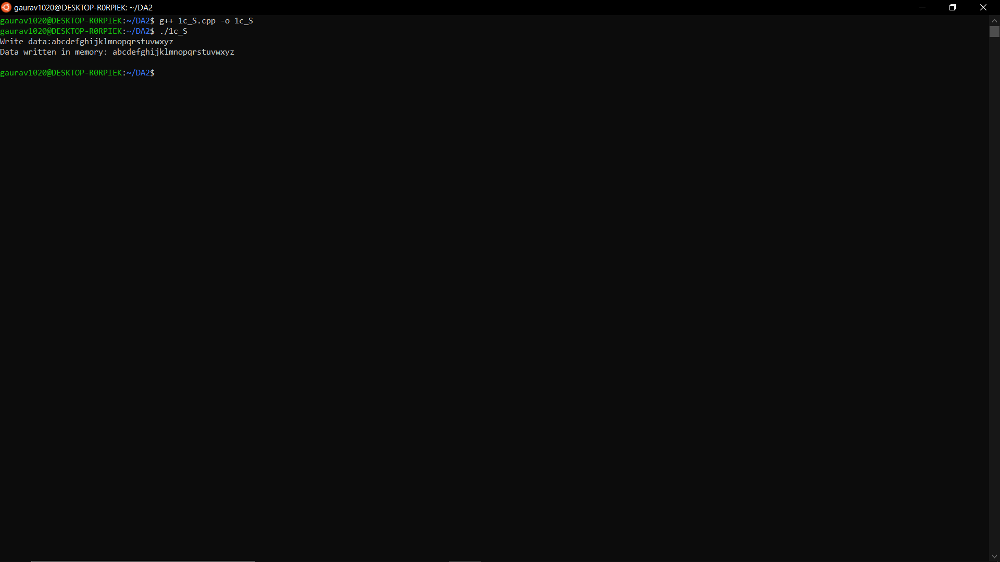 gaurav1020@DESKTOP-R0RPIEK: ~/DA2
gaurav1020@DESKTOP-R0RPIEK:~/DA2$ g++ 1c_S.cpp -o 1c_S
gaurav1020@DESKTOP-R0RPIEK:~/DA2$ ./1c_S
Write data:abcdefghijklmnopqrstuvwxyz
Data written in memory: abcdefghijklmnopqrstuvwxyz
gaurav1020@DESKTOP-R0RPIEK:~/DA2$